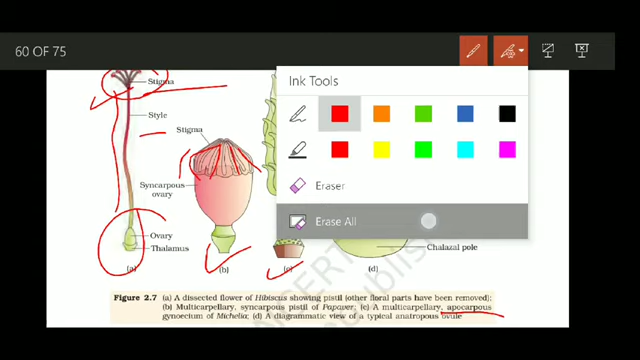 60 OF 75
Ink Tools
Eraser
Erase All
Stigma
Style
Stigma
Syncarpous
ovary
Ovary
Thalamus
Chalazal pole
(a)
(b)
(c)
(d)
Figure 2.7 (a) A dissected flower of Hibiscus showing pistil (other floral parts have been removed);
(b) Multicarpellary, syncarpous pistil of Papaver; (c) A multicarpellary, apocarpous
gynoecium of Michelia; (d) A diagrammatic view of a typical anatropous ovule